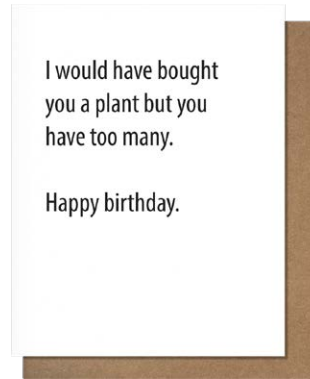 I would have bought
you a plant but you
have too many.
Happy birthday.